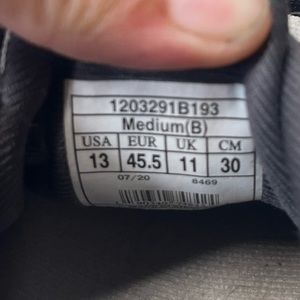 1203291B193
Medium(B)
USA EUR UK CM
13 45.5 11 30
07/20 8469